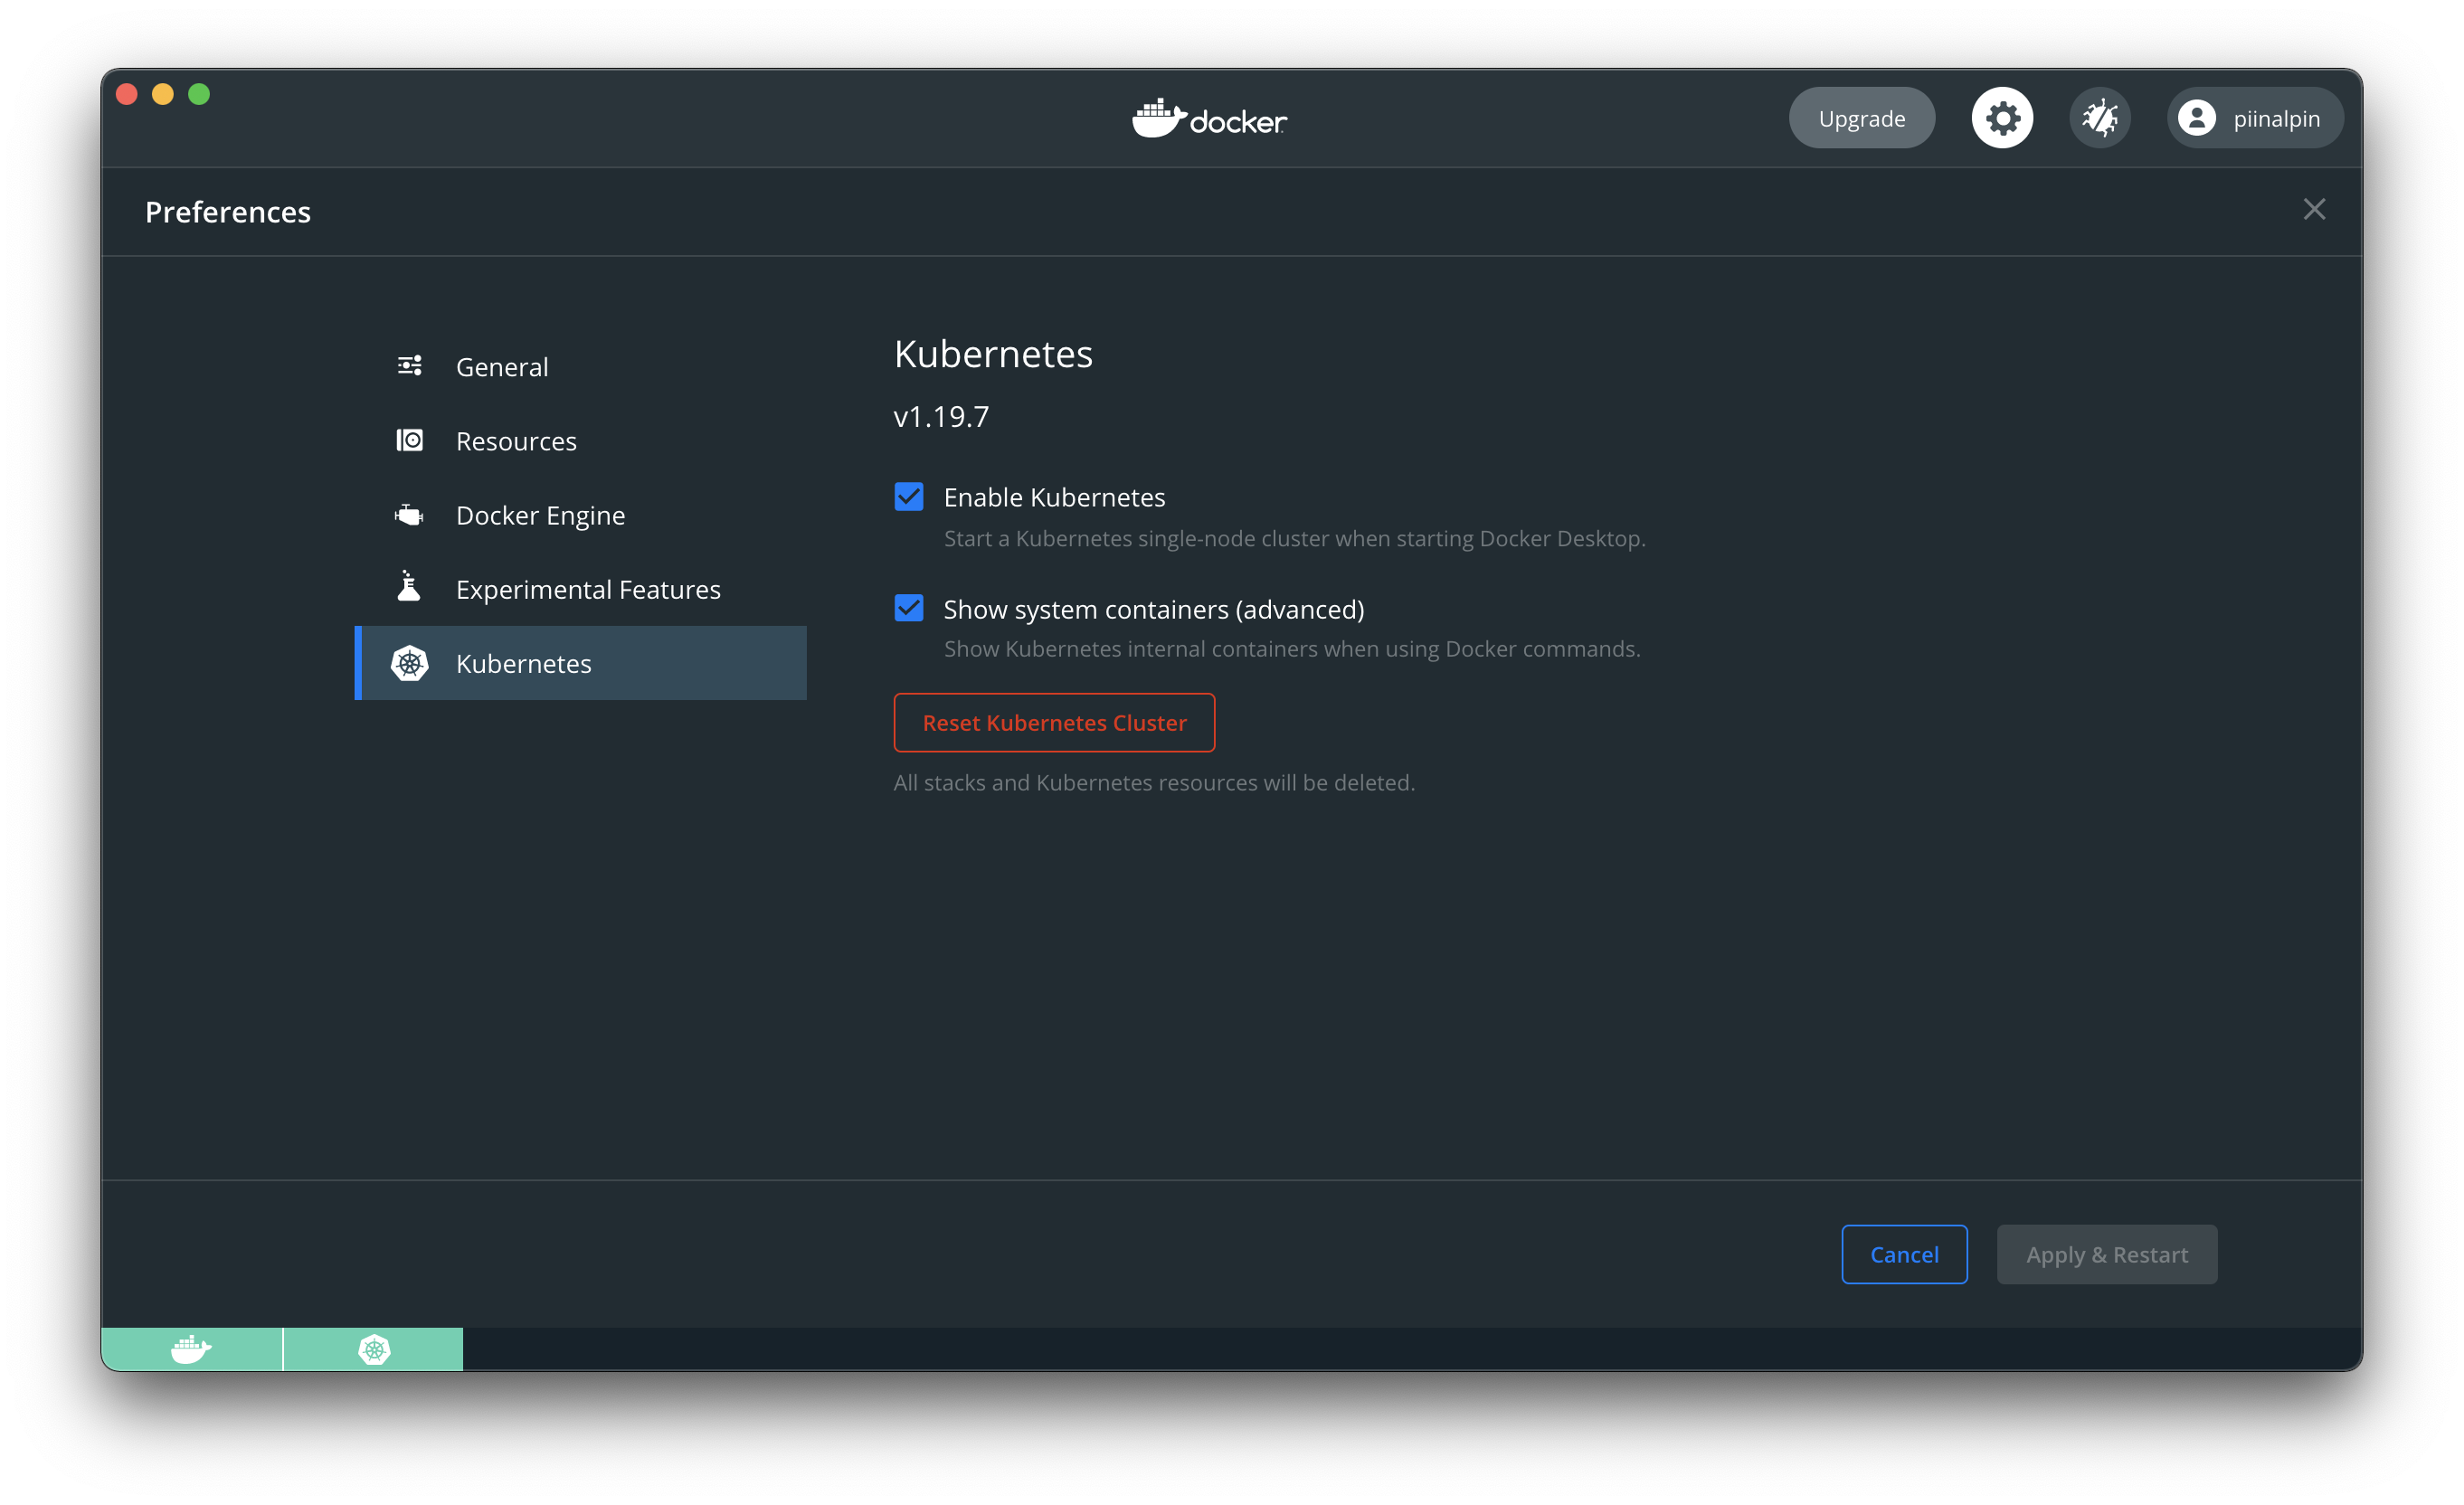 docker
Upgrade
piinalpin
Preferences
General
Resources
Docker Engine
Experimental Features
Kubernetes
Kubernetes
v1.19.7
Enable Kubernetes
Start a Kubernetes single-node cluster when starting Docker Desktop.
Show system containers (advanced)
Show Kubernetes internal containers when using Docker commands.
Reset Kubernetes Cluster
All stacks and Kubernetes resources will be deleted.
Cancel
Apply & Restart